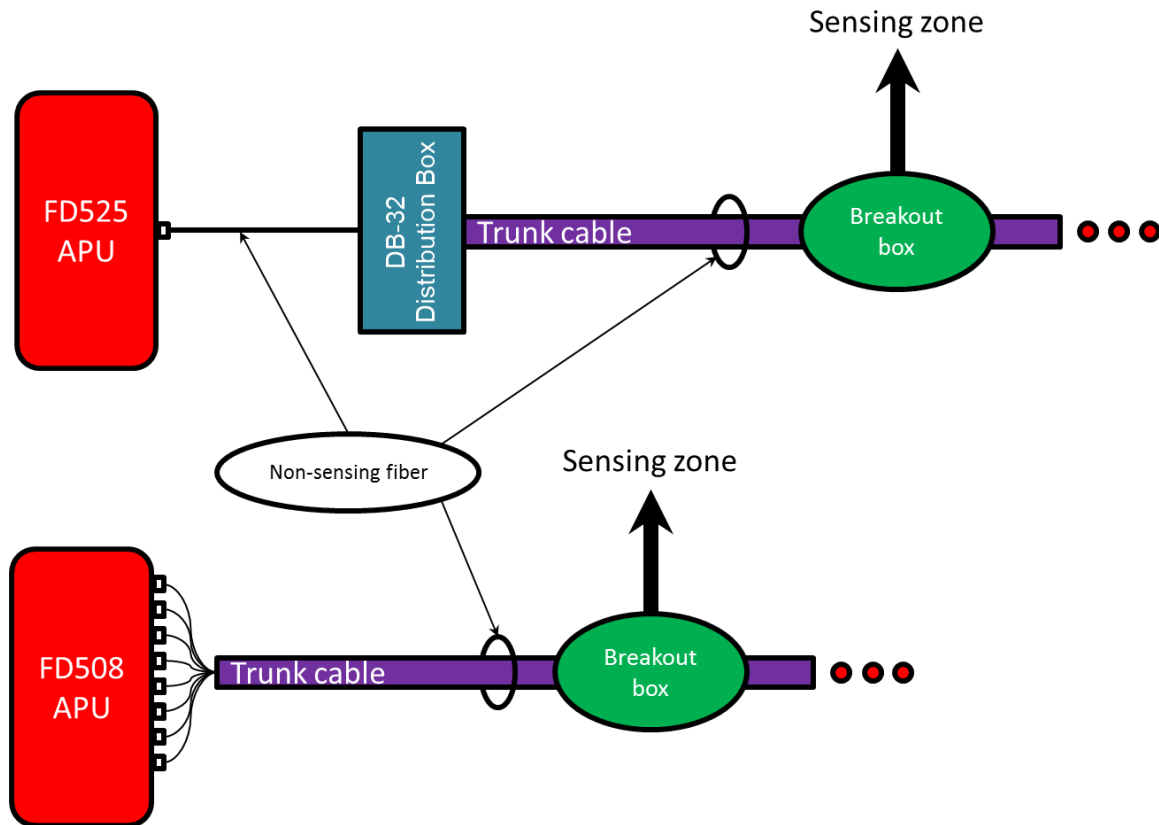 Sensing zone
FD525
APU
DB-32
Distribution Box
Trunk cable
Breakout
box
Non-sensing fiber
Sensing zone
FD508
APU
Trunk cable
Breakout
box